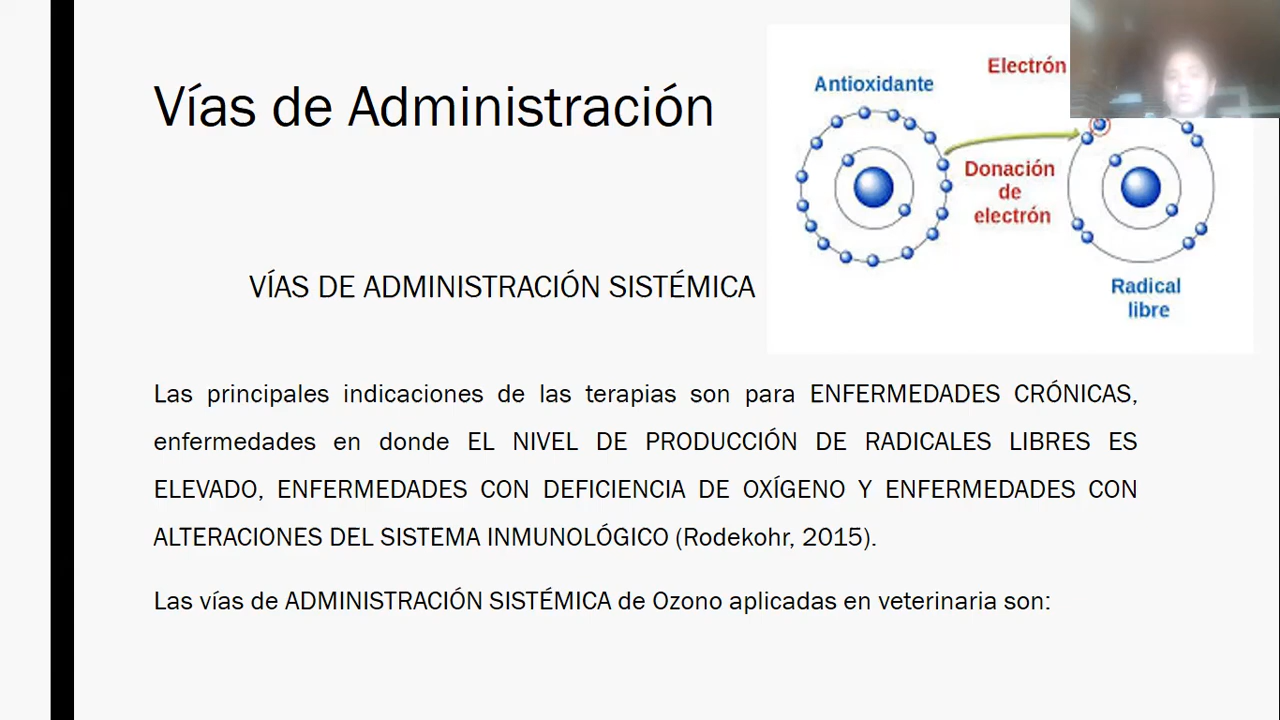 Vías de Administración
Antioxidante
Electrón
Donación
de
electrón
Radical
libre
VÍAS DE ADMINISTRACIÓN SISTÉMICA
Las principales indicaciones de las terapias son para ENFERMEDADES CRÓNICAS,
enfermedades en donde EL NIVEL DE PRODUCCIÓN DE RADICALES LIBRES ES
ELEVADO, ENFERMEDADES CON DEFICIENCIA DE OXÍGENO Y ENFERMEDADES CON
ALTERACIONES DEL SISTEMA INMUNOLÓGICO (Rodekohr, 2015).
Las vías de ADMINISTRACIÓN SISTÉMICA de Ozono aplicadas en veterinaria son: